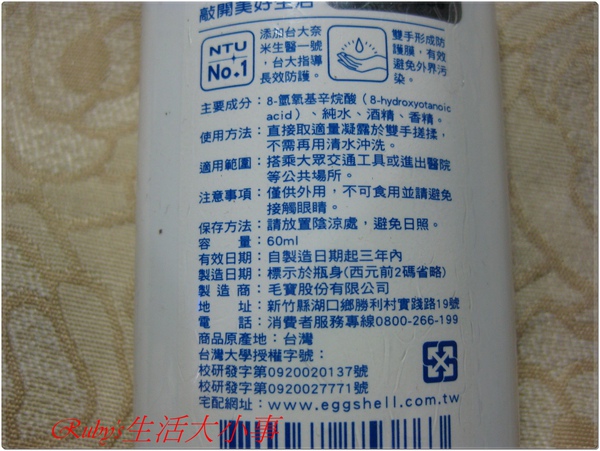 敲開美好生活
NTU No.1
添加台大奈
米生醫一號
,台大指導
長效防護。
雙手形成防
護膜,有效
避免外界污
染。
主要成分:8-氫氧基辛烷酸(8-hydroxyotanoic
acid)、純水、酒精、香精。
使用方法:直接取適量凝露於雙手搓揉,
不需再用清水沖洗。
適用範圍:搭乘大眾交通工具或進出醫院
等公共場所。
注意事項:僅供外用,不可食用並請避免
接觸眼睛。
保存方法:請放置陰涼處,避免日照。
容 量:60ml
有效日期:自製造日期起三年內
製造日期:標示於瓶身(西元前2碼省略)
製 造 商:毛寶股份有限公司
地 址:新竹縣湖口鄉勝利村實踐路19號
電 話:消費者服務專線0800-266-199
商品原產地:台灣
台灣大學授權字號:
校研發字第0920020137號
校研發字第0920027771號
宅配網址:www.eggshell.com.tw
(Ruby)生活大小事